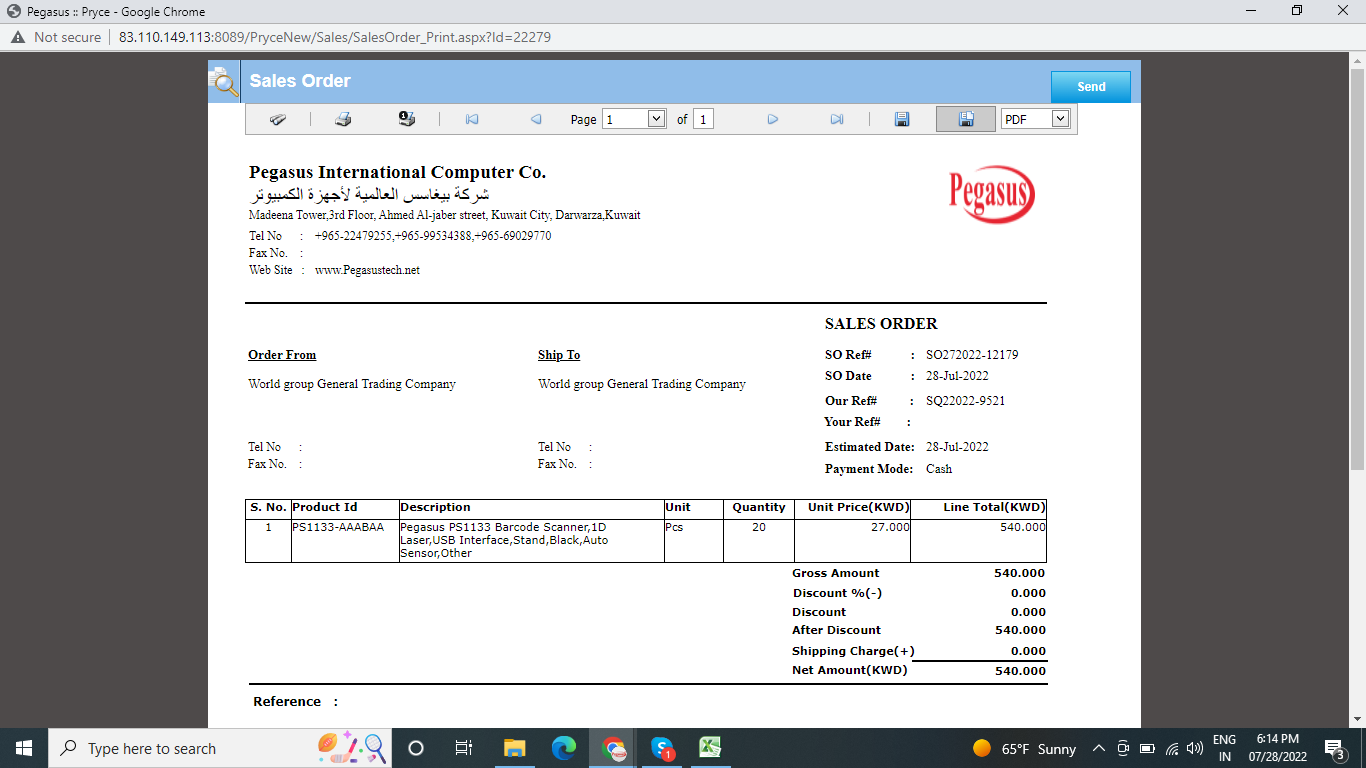 Pegasus :: Pryce - Google Chrome
Not secure 83.110.149.113:8089/PryceNew/Sales/SalesOrder_Print.aspx?Id=22279
Sales Order
Send
Page 1 of 1 PDF
Pegasus International Computer Co.
شركة بيغاسس العالمية لأجهزة الكمبيوتر
Pegasus
Madeena Tower,3rd Floor, Ahmed Al-jaber street, Kuwait City, Darwarza,Kuwait
Tel No : +965-22479255,+965-99534388,+965-69029770
Fax No. :
Web Site : www.Pegasustech.net
SALES ORDER
Order From Ship To SO Ref# : SO272022-12179
SO Date : 28-Jul-2022
World group General Trading Company World group General Trading Company
Our Ref# : SQ22022-9521
Your Ref# :
Tel No : Tel No : Estimated Date: 28-Jul-2022
Fax No. : Fax No. : Payment Mode: Cash
S. No. Product Id Description Unit Quantity Unit Price(KWD) Line Total(KWD)
1 PS1133-AAABAA Pegasus PS1133 Barcode Scanner,1D Pcs 20 27.000 540.000
Laser,USB Interface,Stand,Black,Auto
Sensor,Other
Gross Amount 540.000
Discount %(-) 0.000
Discount 0.000
After Discount 540.000
Shipping Charge(+) 0.000
Net Amount(KWD) 540.000
Reference :
Type here to search 1 65°F Sunny ENG 6:14 PM
IN 07/28/2022 3